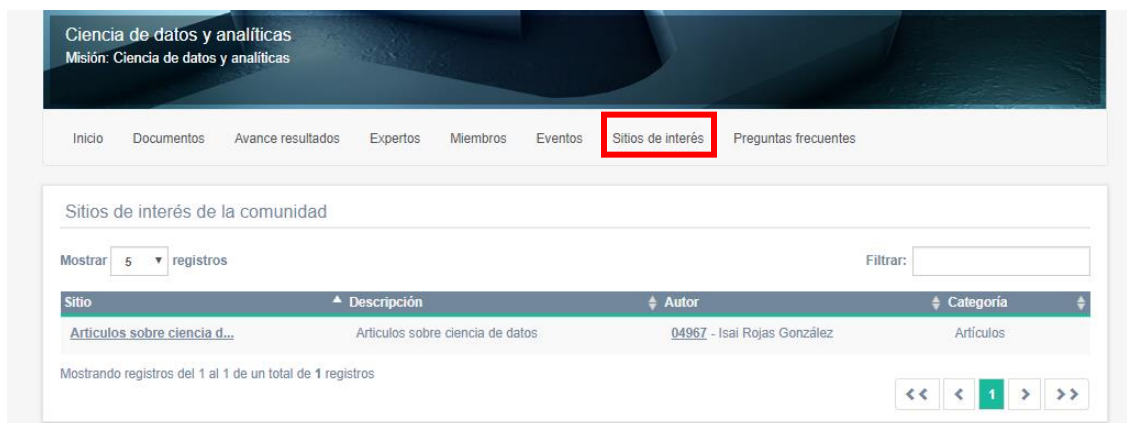 Ciencia de datos y analíticas
Misión: Ciencia de datos y analíticas
Inicio Documentos Avance resultados Expertos Miembros Eventos Sitios de interés Preguntas frecuentes
Sitios de interés de la comunidad
Mostrar 5 registros Filtrar:
Sitio Descripción Autor Categoría
Articulos sobre ciencia d... Articulos sobre ciencia de datos 04967 - Isai Rojas González Artículos
Mostrando registros del 1 al 1 de un total de 1 registros
<< < 1 > >>